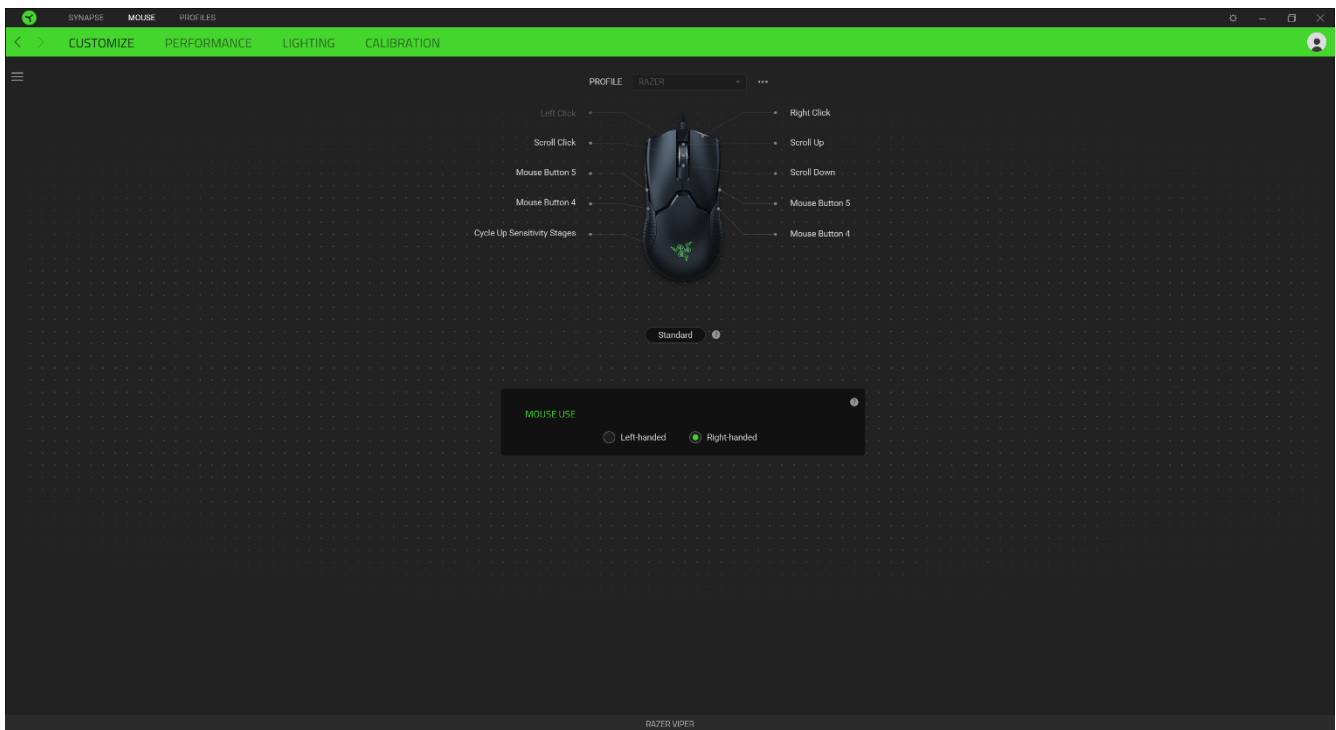 SYNAPSE MOUSE PROFILES
CUSTOMIZE PERFORMANCE LIGHTING CALIBRATION
PROFILE RAZER
Left Click Right Click
Scroll Click Scroll Up
Mouse Button 5 Scroll Down
Mouse Button 4 Mouse Button 5
Cycle Up Sensitivity Stages Mouse Button 4
Standard ?
?
MOUSE USE
Left-handed Right-handed
RAZER VIPER